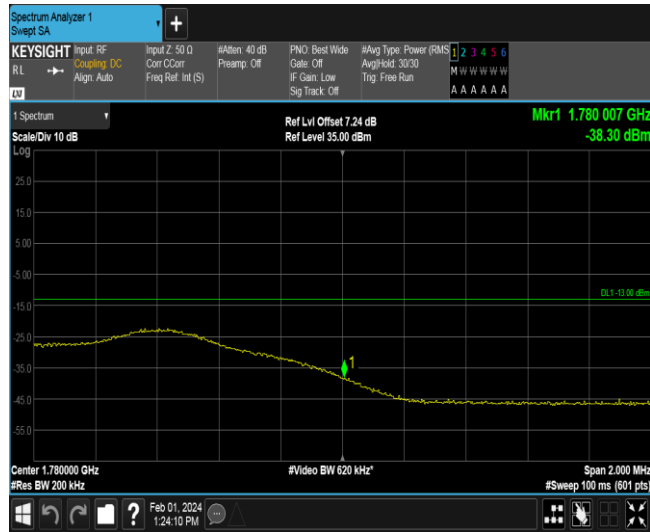 Spectrum Analyzer 1
Swept SA
+
KEYSIGHT
RL
LXI
Input: RF
Coupling: DC
Align: Auto
Input Z: 50 Ω
Corr CCorr
Freq Ref: Int (S)
#Atten: 40 dB
Preamp: Off
PNO: Best Wide
Gate: Off
IF Gain: Low
Sig Track: Off
#Avg Type: Power (RMS
Avg|Hold: 30/30
Trig: Free Run
1 2 3 4 5 6
M W W W W W
A A A A A A
1 Spectrum
Scale/Div 10 dB
Log
Ref Lvl Offset 7.24 dB
Ref Level 35.00 dBm
Mkr1 1.780 007 GHz
-38.30 dBm
25.0
15.0
5.00
-5.00
DL1 -13.00 dBm
-15.0
-25.0
1
-35.0
-45.0
-55.0
Center 1.780000 GHz
#Res BW 200 kHz
#Video BW 620 kHz*
Span 2.000 MHz
#Sweep 100 ms (601 pts)
?
Feb 01, 2024
1:24:10 PM